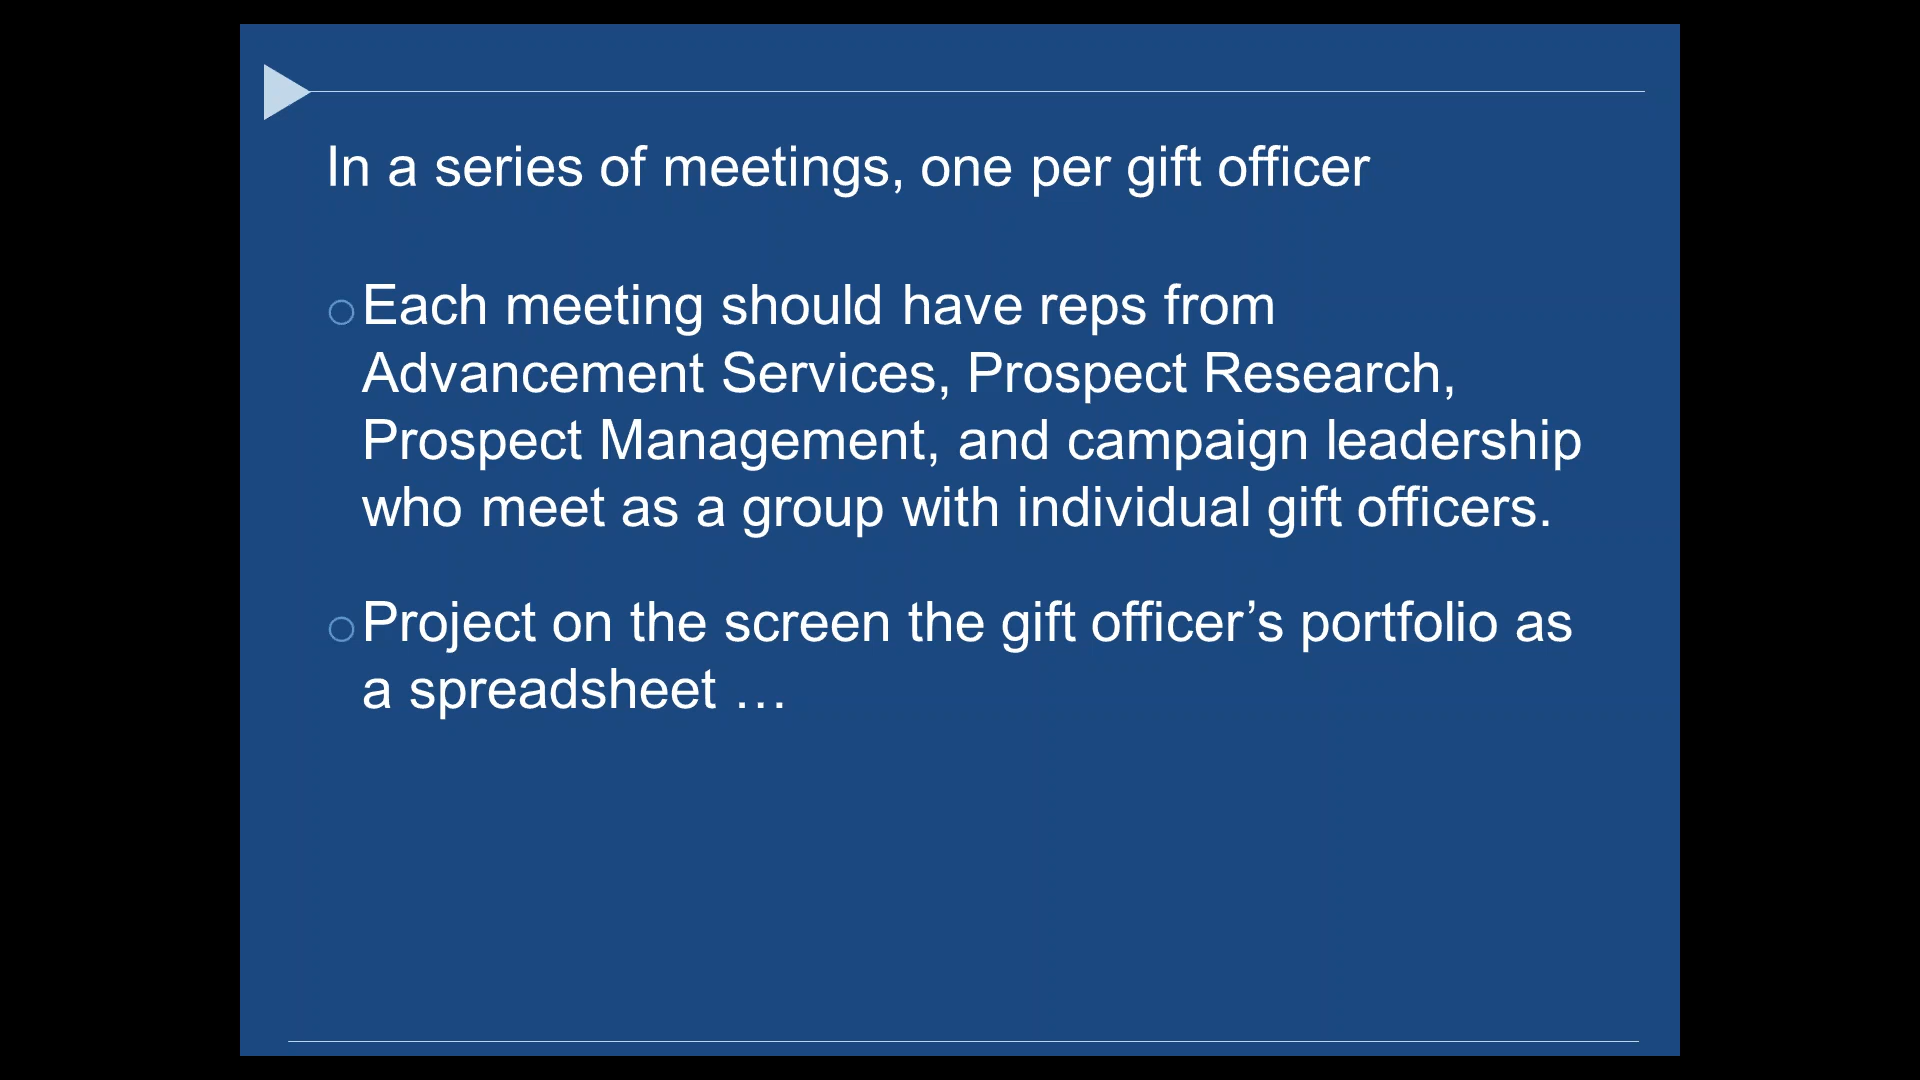 In a series of meetings, one per gift officer
Each meeting should have reps from
Advancement Services, Prospect Research,
Prospect Management, and campaign leadership
who meet as a group with individual gift officers.
Project on the screen the gift officer’s portfolio as
a spreadsheet …